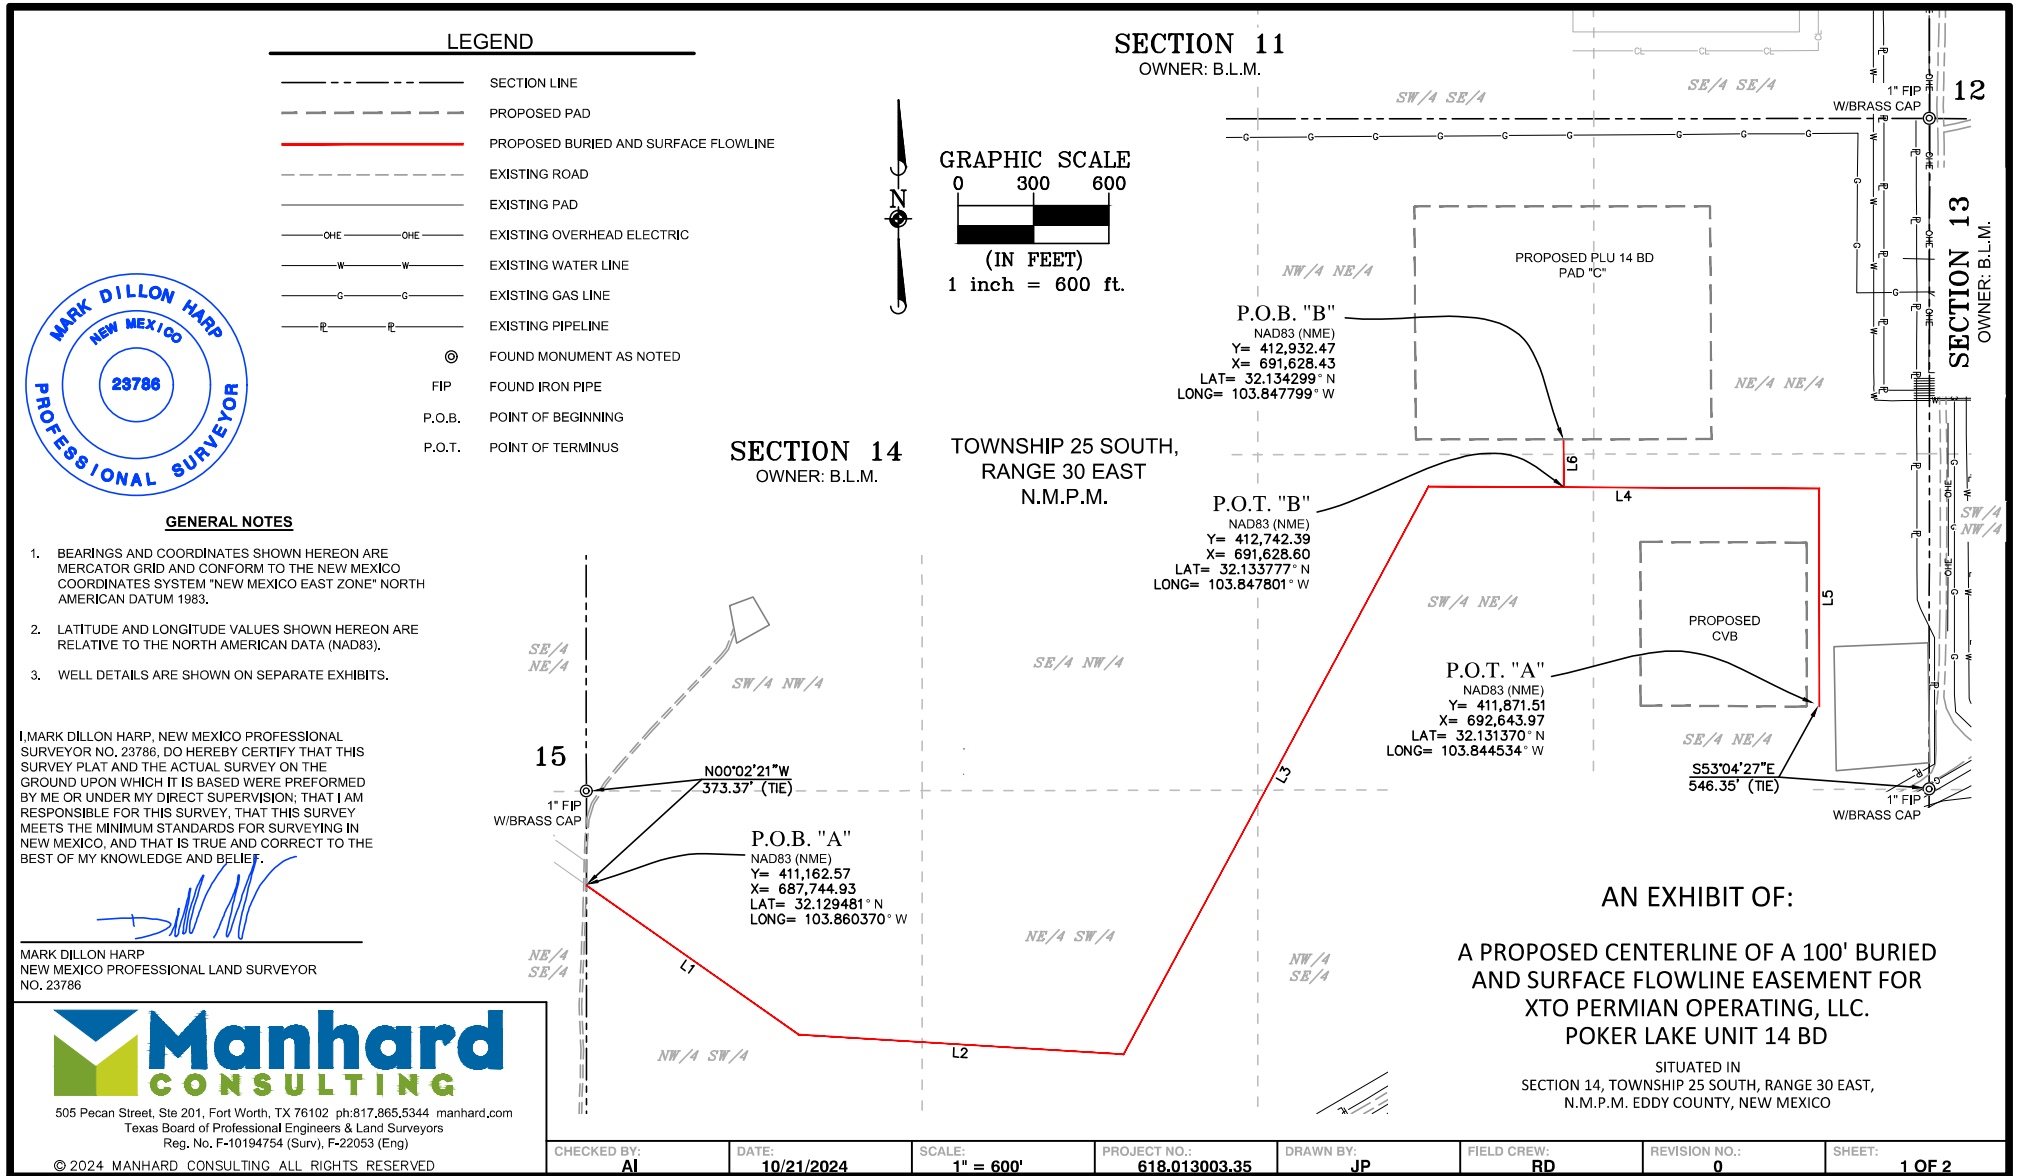 LEGEND
SECTION LINE
PROPOSED PAD
PROPOSED BURIED AND SURFACE FLOWLINE
EXISTING ROAD
EXISTING PAD
OHE OHE EXISTING OVERHEAD ELECTRIC
W W EXISTING WATER LINE
G G EXISTING GAS LINE
PL PL EXISTING PIPELINE
FOUND MONUMENT AS NOTED
FIP FOUND IRON PIPE
P.O.B. POINT OF BEGINNING
P.O.T. POINT OF TERMINUS
MARK DILLON HARP
NEW MEXICO
23786
PROFESSIONAL SURVEYOR
GENERAL NOTES
1. BEARINGS AND COORDINATES SHOWN HEREON ARE
MERCATOR GRID AND CONFORM TO THE NEW MEXICO
COORDINATES SYSTEM "NEW MEXICO EAST ZONE" NORTH
AMERICAN DATUM 1983.
2. LATITUDE AND LONGITUDE VALUES SHOWN HEREON ARE
RELATIVE TO THE NORTH AMERICAN DATA (NAD83).
3. WELL DETAILS ARE SHOWN ON SEPARATE EXHIBITS.
I,MARK DILLON HARP, NEW MEXICO PROFESSIONAL
SURVEYOR NO. 23786, DO HEREBY CERTIFY THAT THIS
SURVEY PLAT AND THE ACTUAL SURVEY ON THE
GROUND UPON WHICH IT IS BASED WERE PREFORMED
BY ME OR UNDER MY DIRECT SUPERVISION; THAT I AM
RESPONSIBLE FOR THIS SURVEY, THAT THIS SURVEY
MEETS THE MINIMUM STANDARDS FOR SURVEYING IN
NEW MEXICO, AND THAT IS TRUE AND CORRECT TO THE
BEST OF MY KNOWLEDGE AND BELIEF.
MARK DILLON HARP
NEW MEXICO PROFESSIONAL LAND SURVEYOR
NO. 23786
Manhard
CONSULTING
505 Pecan Street, Ste 201, Fort Worth, TX 76102 ph:817.865.5344 manhard.com
Texas Board of Professional Engineers & Land Surveyors
Reg. No. F-10194754 (Surv), F-22053 (Eng)
© 2024 MANHARD CONSULTING ALL RIGHTS RESERVED
N
GRAPHIC SCALE
0 300 600
(IN FEET)
1 inch = 600 ft.
SECTION 11
OWNER: B.L.M.
SW/4 SE/4
SE/4 SE/4
CL CL CL CL
1" FIP
W/BRASS CAP
12
SECTION 13
OWNER: B.L.M.
SECTION 14
OWNER: B.L.M.
TOWNSHIP 25 SOUTH,
RANGE 30 EAST
N.M.P.M.
NW/4 NE/4
PROPOSED PLU 14 BD
PAD "C"
NE/4 NE/4
P.O.B. "B"
NAD83 (NME)
Y= 412,932.47
X= 691,628.43
LAT= 32.134299° N
LONG= 103.847799° W
L6
L4
P.O.T. "B"
NAD83 (NME)
Y= 412,742.39
X= 691,628.60
LAT= 32.133777° N
LONG= 103.847801° W
SW/4
NW/4
SW/4 NE/4
PROPOSED
CVB
L5
P.O.T. "A"
NAD83 (NME)
Y= 411,871.51
X= 692,643.97
LAT= 32.131370° N
LONG= 103.844534° W
SE/4 NE/4
S53°04'27"E
546.35' (TIE)
1" FIP
W/BRASS CAP
SE/4
NE/4
SW/4 NW/4
SE/4 NW/4
15
N00°02'21"W
373.37' (TIE)
1" FIP
W/BRASS CAP
L3
P.O.B. "A"
NAD83 (NME)
Y= 411,162.57
X= 687,744.93
LAT= 32.129481° N
LONG= 103.860370° W
NE/4
SE/4
L1
NE/4 SW/4
NW/4
SE/4
NW/4 SW/4
L2
AN EXHIBIT OF:
A PROPOSED CENTERLINE OF A 100' BURIED
AND SURFACE FLOWLINE EASEMENT FOR
XTO PERMIAN OPERATING, LLC.
POKER LAKE UNIT 14 BD
SITUATED IN
SECTION 14, TOWNSHIP 25 SOUTH, RANGE 30 EAST,
N.M.P.M. EDDY COUNTY, NEW MEXICO
CHECKED BY: AI
DATE: 10/21/2024
SCALE: 1" = 600'
PROJECT NO.: 618.013003.35
DRAWN BY: JP
FIELD CREW: RD
REVISION NO.: 0
SHEET: 1 OF 2